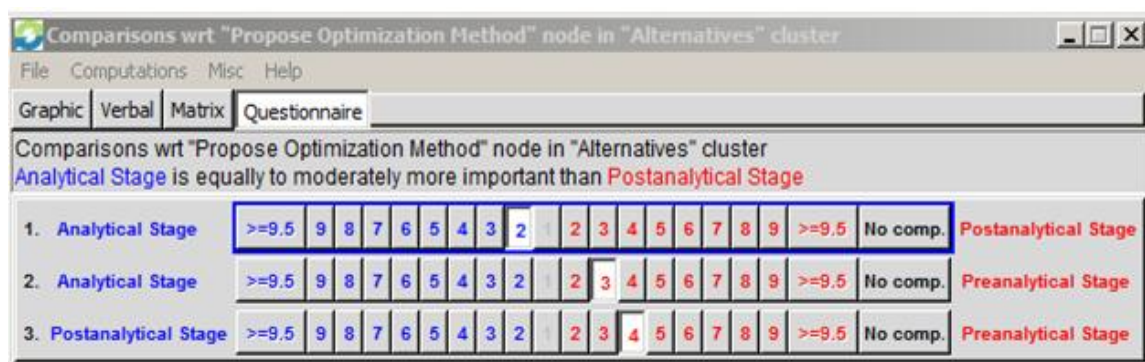 Comparisons wrt "Propose Optimization Method" node in "Alternatives" cluster
File Computations Misc Help
Graphic Verbal Matrix Questionnaire
Comparisons wrt "Propose Optimization Method" node in "Alternatives" cluster
Analytical Stage is equally to moderately more important than Postanalytical Stage
1. Analytical Stage >=9.5 9 8 7 6 5 4 3 2 1 2 3 4 5 6 7 8 9 >=9.5 No comp. Postanalytical Stage
2. Analytical Stage >=9.5 9 8 7 6 5 4 3 2 1 2 3 4 5 6 7 8 9 >=9.5 No comp. Preanalytical Stage
3. Postanalytical Stage >=9.5 9 8 7 6 5 4 3 2 1 2 3 4 5 6 7 8 9 >=9.5 No comp. Preanalytical Stage